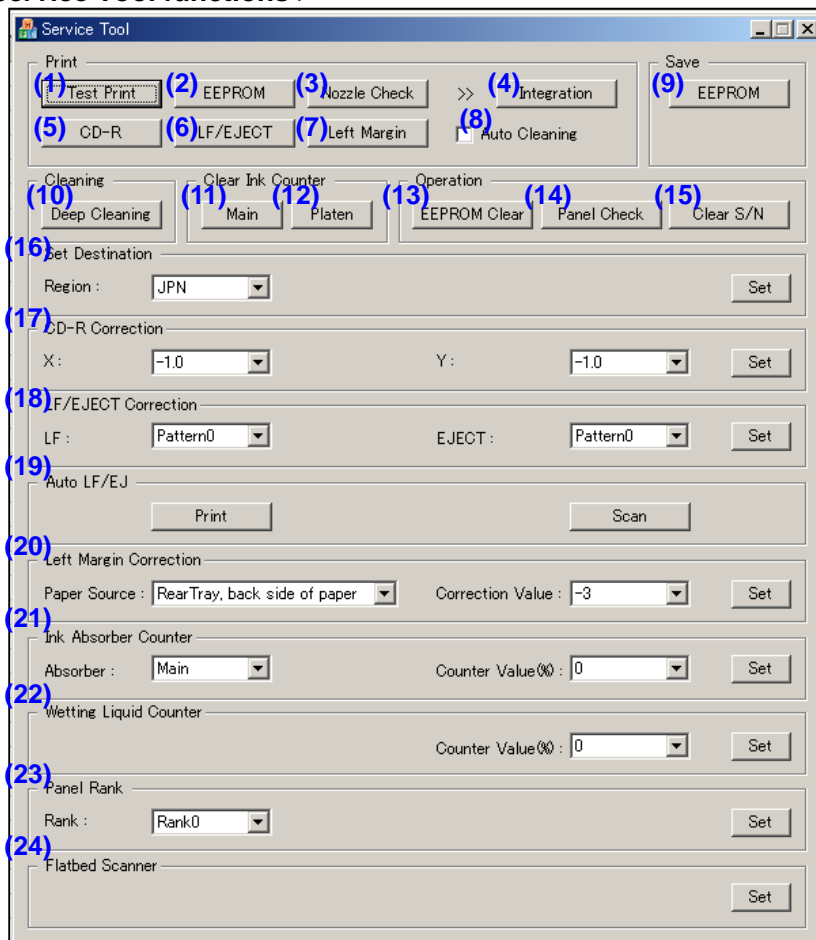 Service Tool
Print
Save
(1) Test Print (2) EEPROM (3) Nozzle Check >> (4) Integration (9) EEPROM
(5) CD-R (6) LF/EJECT (7) Left Margin (8) Auto Cleaning
Cleaning Clear Ink Counter Operation
(10) Deep Cleaning (11) Main (12) Platen (13) EEPROM Clear (14) Panel Check (15) Clear S/N
(16) Set Destination
Region : JPN Set
(17) CD-R Correction
X : -1.0 Y : -1.0 Set
(18) LF/EJECT Correction
LF : Pattern0 EJECT : Pattern0 Set
(19) Auto LF/EJ
Print Scan
(20) Left Margin Correction
Paper Source : RearTray, back side of paper Correction Value : -3 Set
(21) Ink Absorber Counter
Absorber : Main Counter Value(%) : 0 Set
(22) Wetting Liquid Counter
Counter Value(%) : 0 Set
(23) Panel Rank
Rank : Rank0 Set
(24) Flatbed Scanner
Set